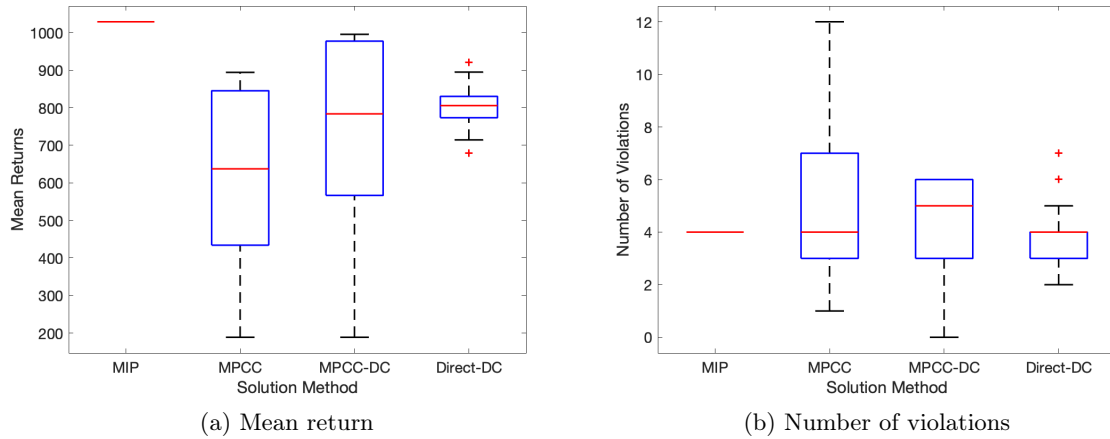 1000
900
800
700
600
500
400
300
200
Mean Returns
MIP MPCC MPCC-DC Direct-DC
Solution Method
(a) Mean return
12
10
8
6
4
2
0
Number of Violations
MIP MPCC MPCC-DC Direct-DC
Solution Method
(b) Number of violations